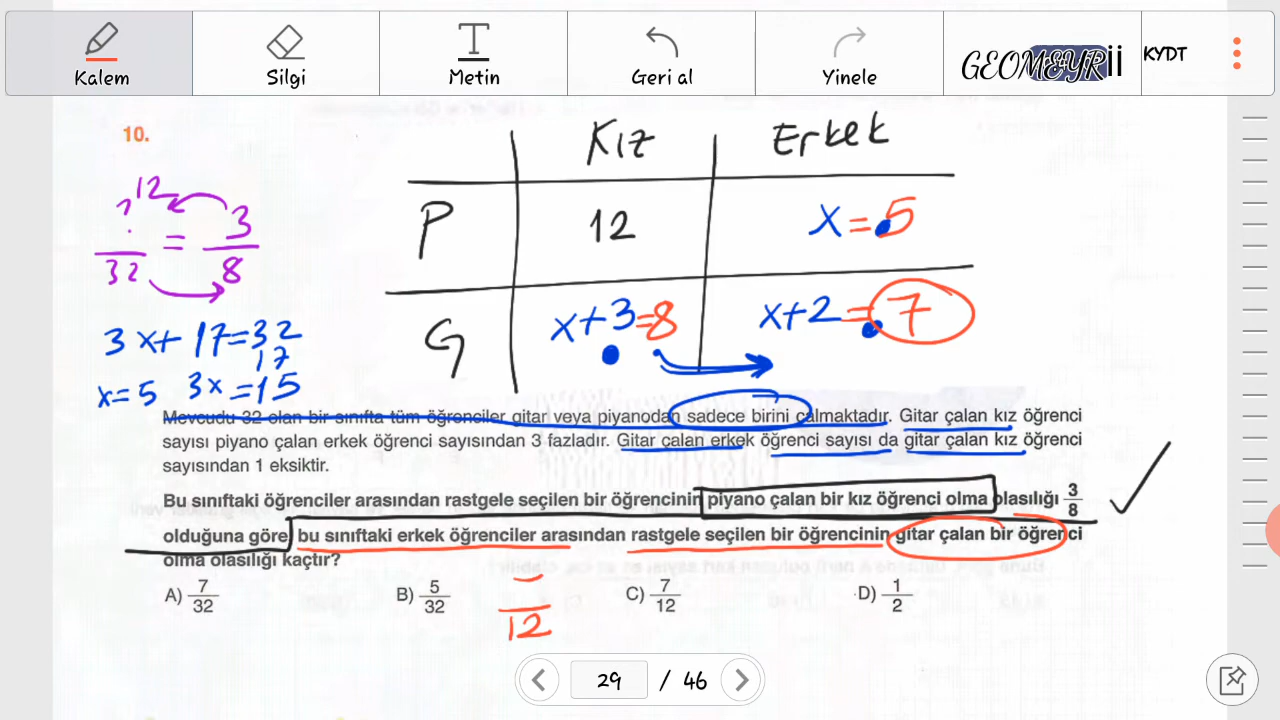 Kalem
Silgi
Metin
Geri al
Yinele
KYDT
10.
Kız Erkek
P 12 x = 5
G x+3=8 x+2=7
12
?
32 = 3
8
3x+17=32
17
x=5 3x=15
Mevcudu 32 olan bir sınıfta tüm öğrenciler gitar veya piyanodan sadece birini çalmaktadır. Gitar çalan kız öğrenci
sayısı piyano çalan erkek öğrenci sayısından 3 fazladır. Gitar çalan erkek öğrenci sayısı da gitar çalan kız öğrenci
sayısından 1 eksiktir.
Bu sınıftaki öğrenciler arasından rastgele seçilen bir öğrencinin piyano çalan bir kız öğrenci olma olasılığı 3/8
olduğuna göre bu sınıftaki erkek öğrenciler arasından rastgele seçilen bir öğrencinin gitar çalan bir öğrenci
olma olasılığı kaçtır?
A) 7/32 B) 5/32 C) 7/12 D) 1/2
12
29 / 46